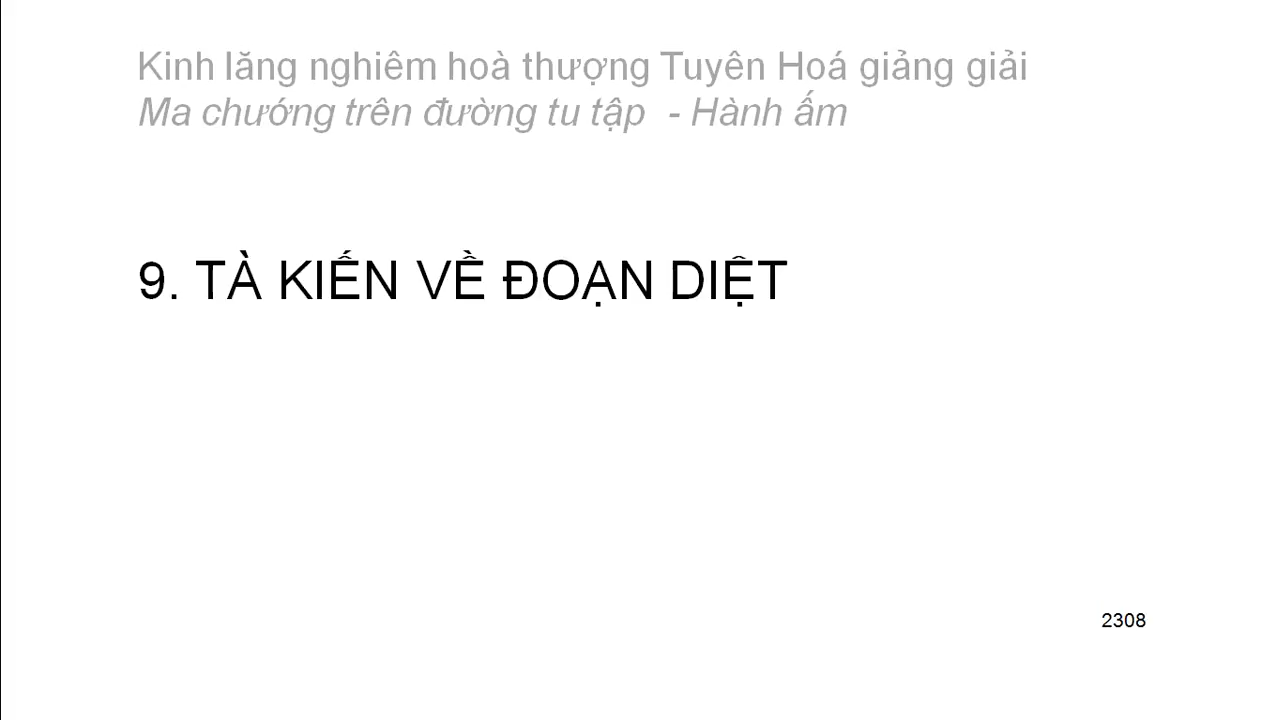 Kinh lăng nghiêm hoà thượng Tuyên Hoá giảng giải
Ma chướng trên đường tu tập - Hành ấm
9. TÀ KIẾN VỀ ĐOẠN DIỆT
2308